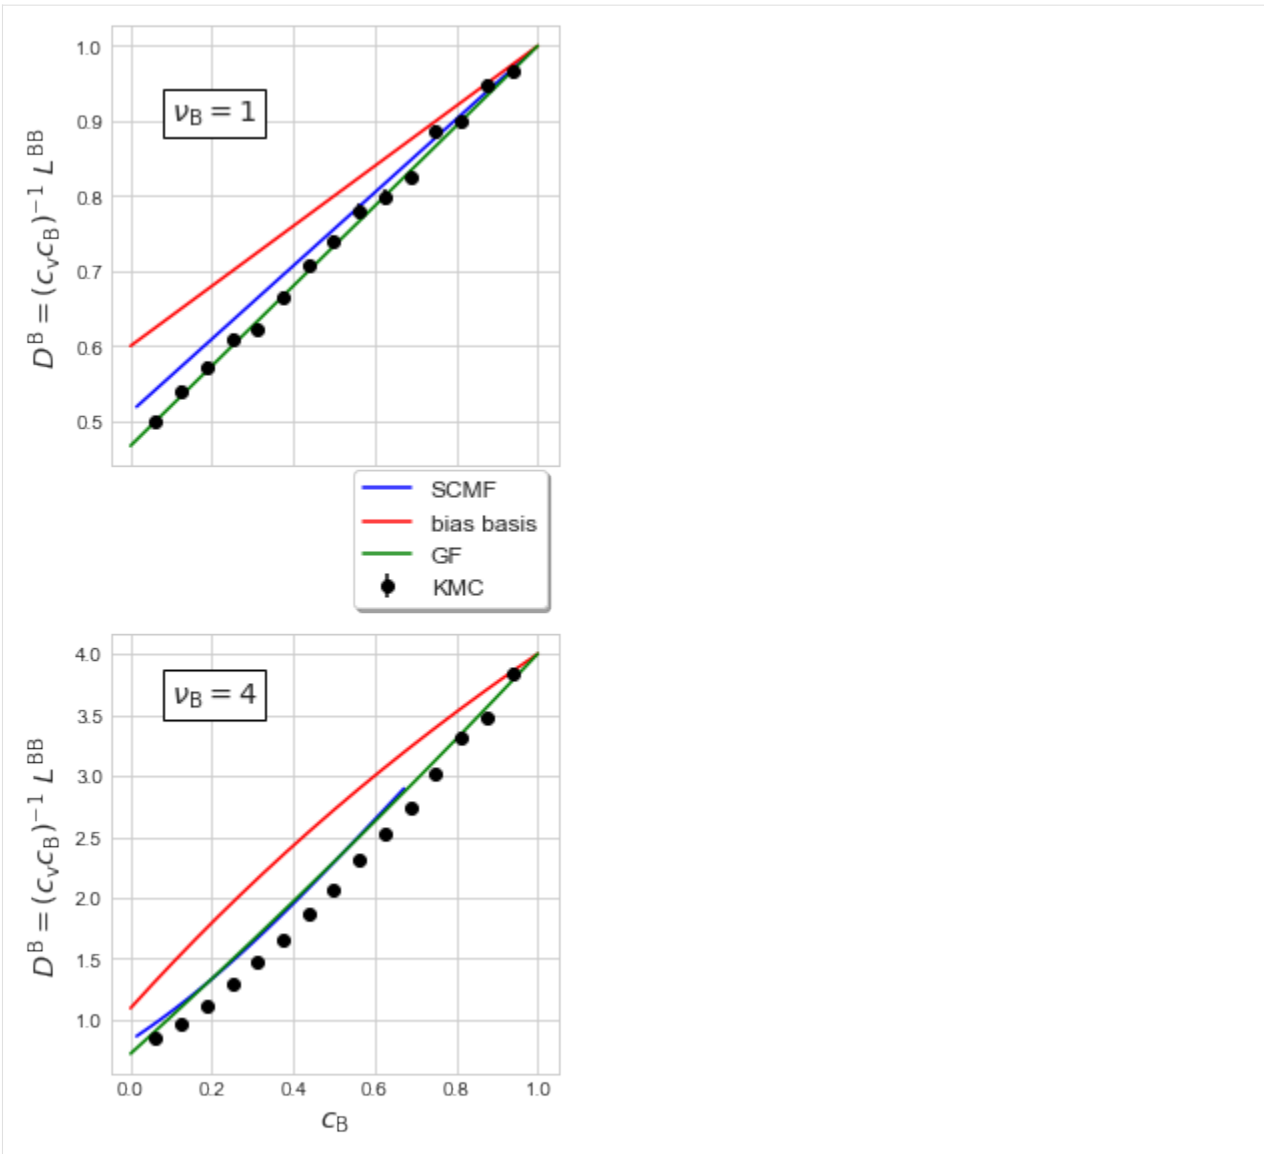 1.0
0.9
0.8
0.7
0.6
0.5
ν_B = 1
D^B = (c_v c_B)^{-1} L^{BB}
SCMF
bias basis
GF
KMC
4.0
3.5
3.0
2.5
2.0
1.5
1.0
ν_B = 4
D^B = (c_v c_B)^{-1} L^{BB}
0.0 0.2 0.4 0.6 0.8 1.0
c_B